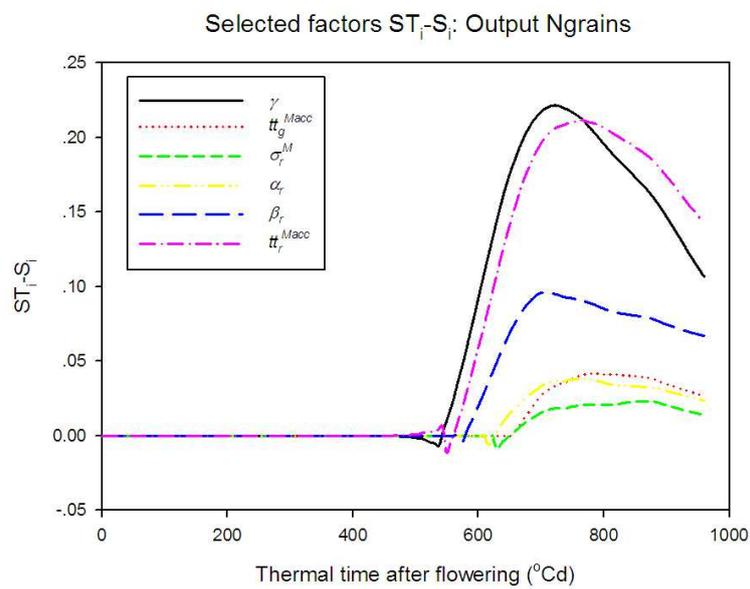 Selected factors STi-Si: Output Ngrains
.25
.20
.15
.10
.05
0.00
-.05
STi-Si
γ
ttgMacc
σrM
αr
βr
ttrMacc
0 200 400 600 800 1000
Thermal time after flowering (oCd)